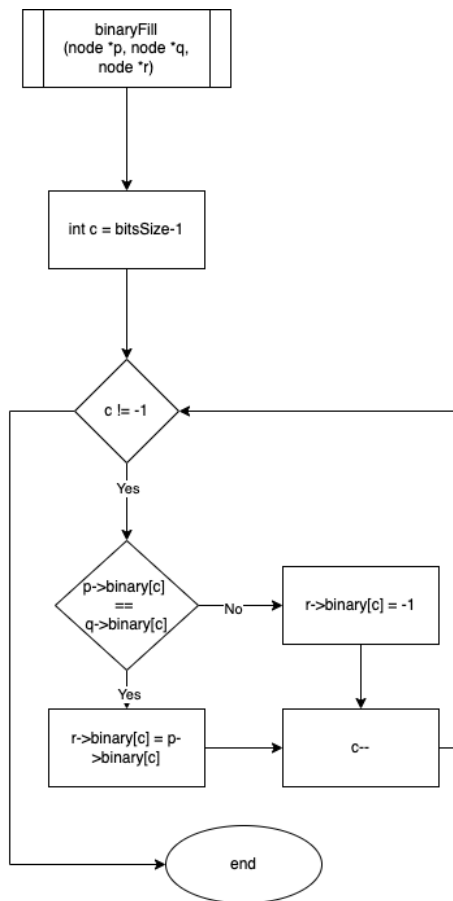 binaryFill
(node *p, node *q,
node *r)
int c = bitsSize-1
c != -1
Yes
p->binary[c]
==
q->binary[c]
No
r->binary[c] = -1
Yes
r->binary[c] = p-
>binary[c]
c--
end